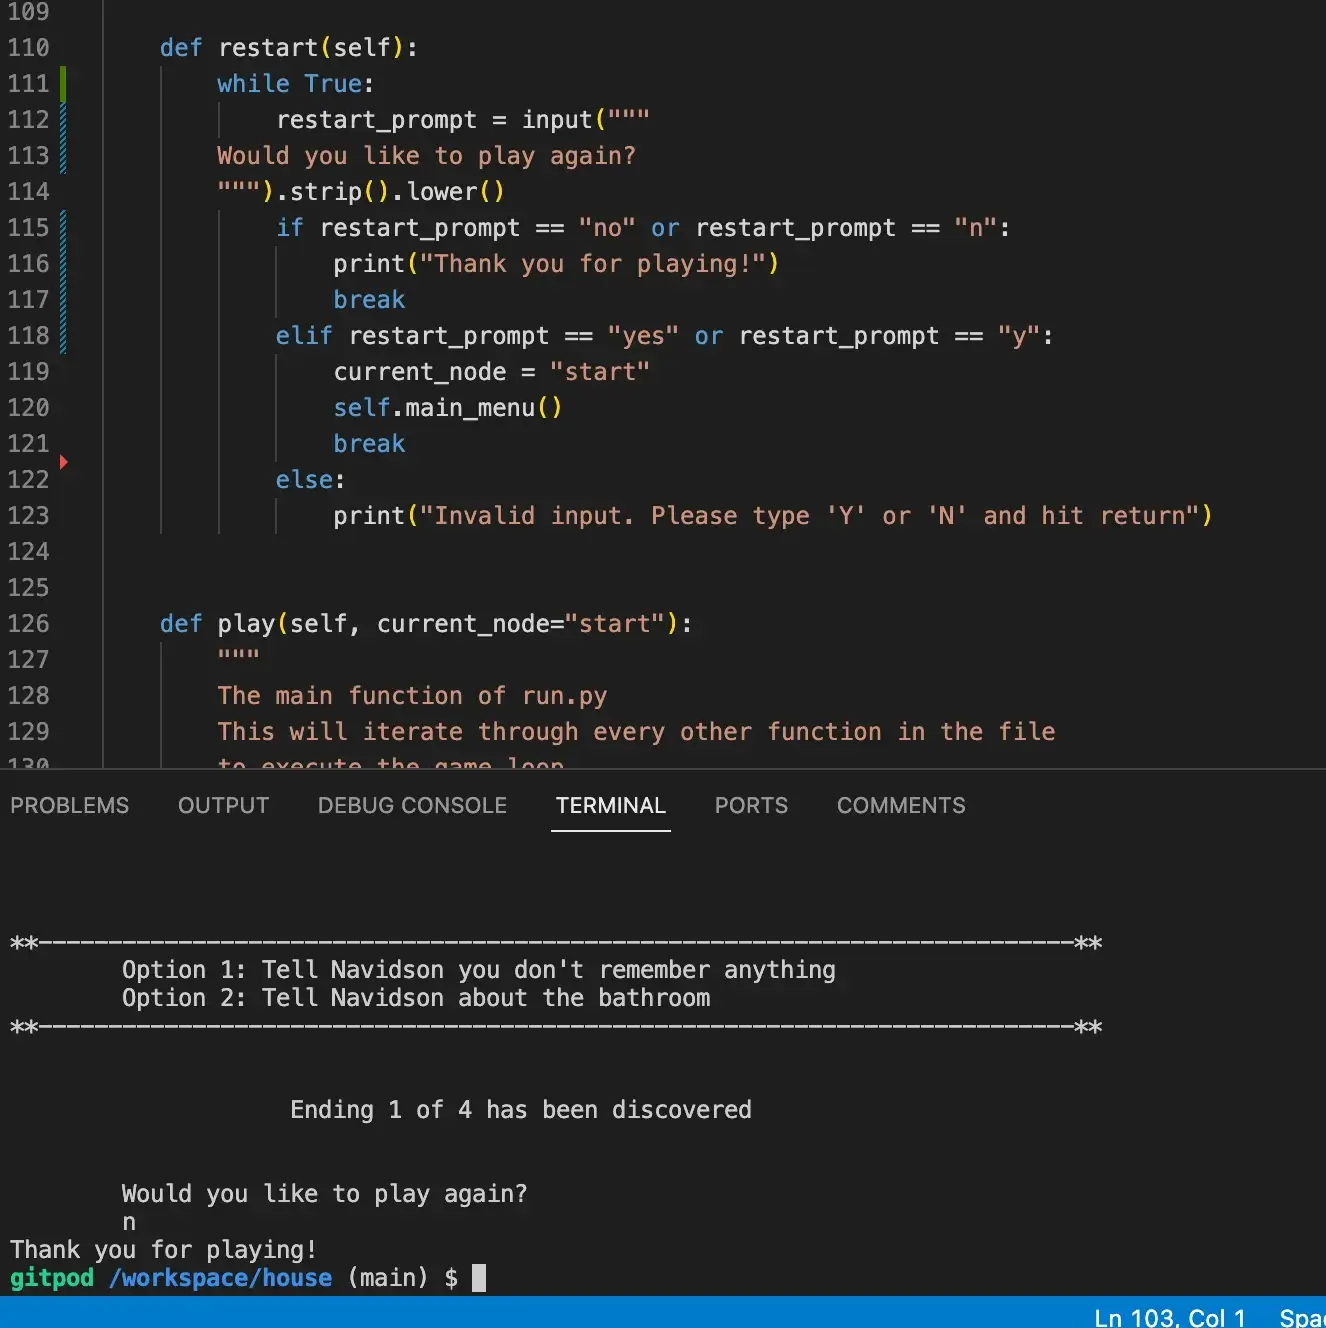 109
110 def restart(self):
111 while True:
112 restart_prompt = input("""
113 Would you like to play again?
114 """).strip().lower()
115 if restart_prompt == "no" or restart_prompt == "n":
116 print("Thank you for playing!")
117 break
118 elif restart_prompt == "yes" or restart_prompt == "y":
119 current_node = "start"
120 self.main_menu()
121 break
122 else:
123 print("Invalid input. Please type 'Y' or 'N' and hit return")
124
125
126 def play(self, current_node="start"):
127 """
128 The main function of run.py
129 This will iterate through every other function in the file
130 to execute the game loop
PROBLEMS OUTPUT DEBUG CONSOLE TERMINAL PORTS COMMENTS
**——————————————————————————————————————————————————————————————————————————**
Option 1: Tell Navidson you don't remember anything
Option 2: Tell Navidson about the bathroom
**——————————————————————————————————————————————————————————————————————————**
Ending 1 of 4 has been discovered
Would you like to play again?
n
Thank you for playing!
gitpod /workspace/house (main) $
Ln 103, Col 1